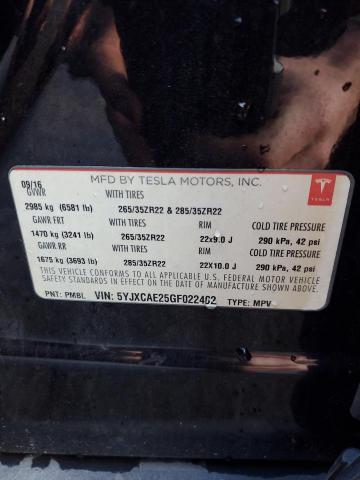 MFD BY TESLA MOTORS, INC.
09/16
GVWR WITH TIRES
2985 kg (6581 lb) 265/35ZR22 & 285/35ZR22
GAWR FRT WITH TIRES RIM COLD TIRE PRESSURE
1470 kg (3241 lb) 265/35ZR22 22x9.0 J 290 kPa, 42 psi
GAWR RR WITH TIRES RIM COLD TIRE PRESSURE
1675 kg (3693 lb) 285/35ZR22 22X10.0 J 290 kPa, 42 psi
THIS VEHICLE CONFORMS TO ALL APPLICABLE U.S. FEDERAL MOTOR VEHICLE
SAFETY STANDARDS IN EFFECT ON THE DATE OF MANUFACTURE SHOWN ABOVE
PNT: PMBL VIN: 5YJXCAE25GF022402 TYPE: MPV
TESLA